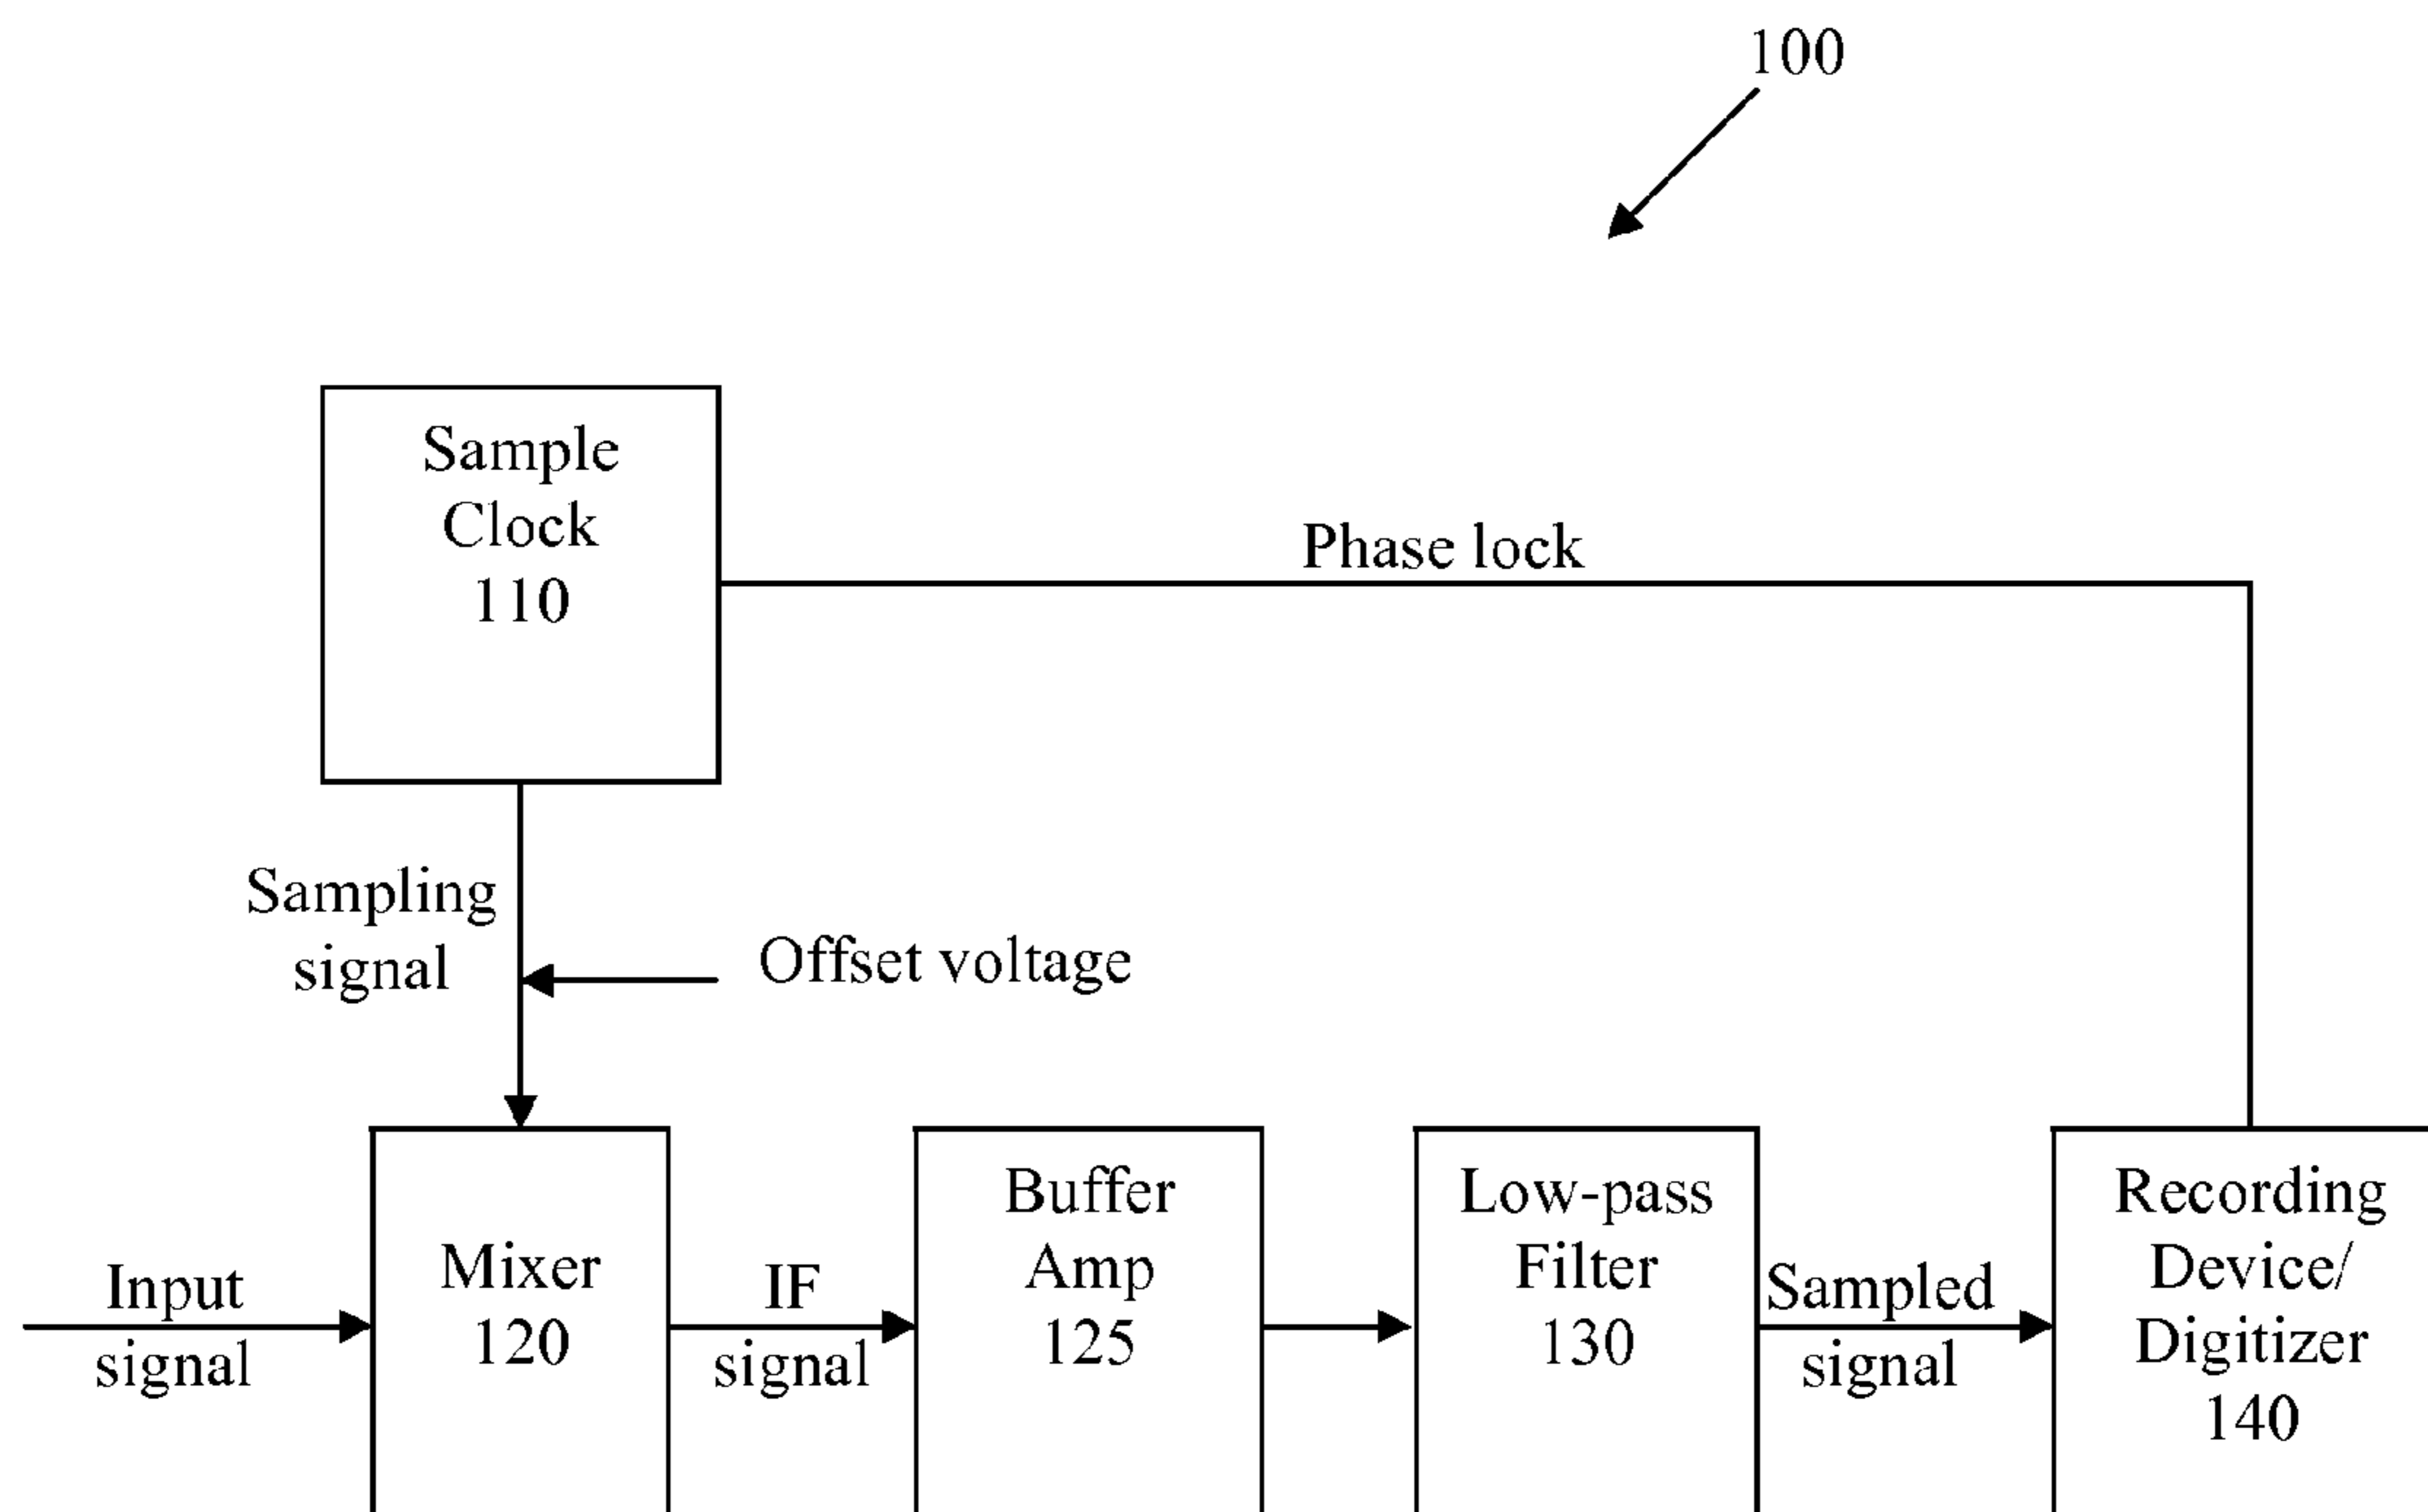 100
Sample
Clock
110
Phase lock
Sampling
signal
Offset voltage
Input
signal
Mixer
120
IF
signal
Buffer
Amp
125
Low-pass
Filter
130
Sampled
signal
Recording
Device/
Digitizer
140